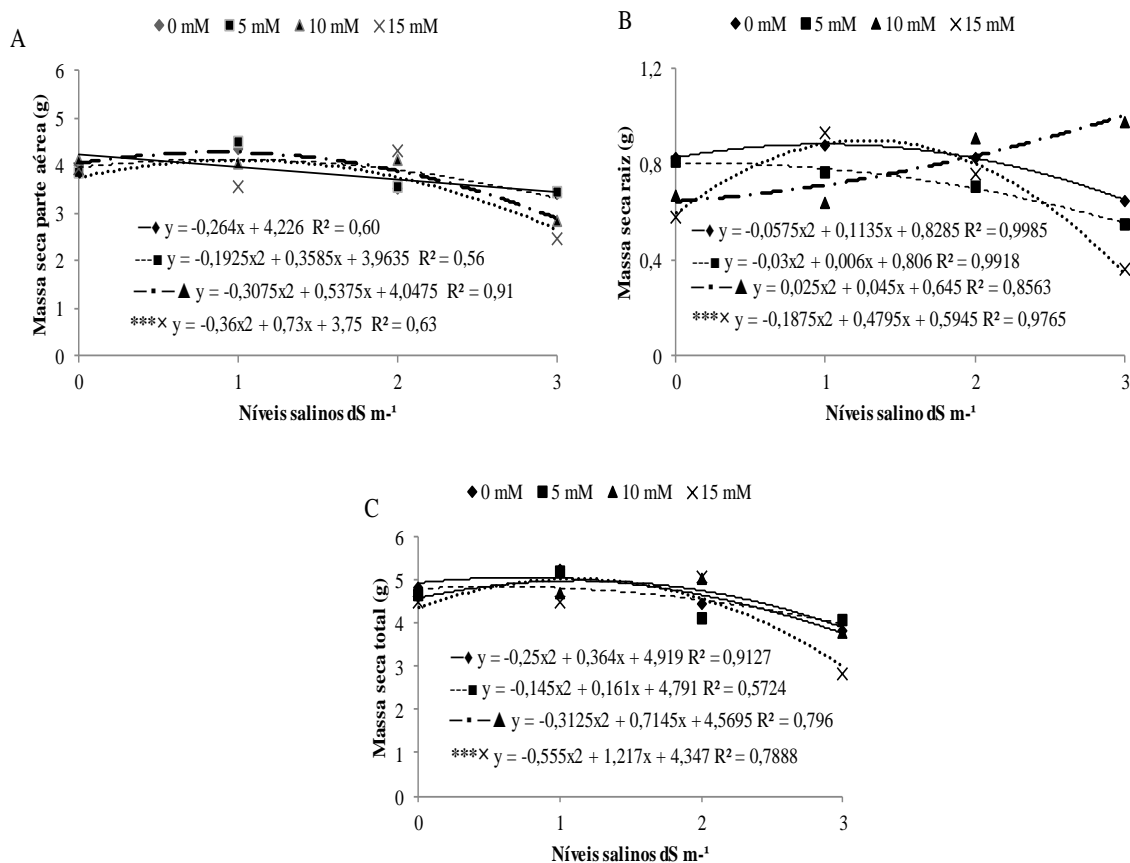 A
0 mM 5 mM 10 mM 15 mM
Massa seca parte aérea (g)
6
5
4
3
2
1
0
y = -0,264x + 4,226 R² = 0,60
y = -0,1925x2 + 0,3585x + 3,9635 R² = 0,56
y = -0,3075x2 + 0,5375x + 4,0475 R² = 0,91
***× y = -0,36x2 + 0,73x + 3,75 R² = 0,63
0 1 2 3
Níveis salinos dS m-¹
B
0 mM 5 mM 10 mM 15 mM
Massa seca raiz (g)
1,2
0,8
0,4
0
y = -0,0575x2 + 0,1135x + 0,8285 R² = 0,9985
y = -0,03x2 + 0,006x + 0,806 R² = 0,9918
y = 0,025x2 + 0,045x + 0,645 R² = 0,8563
***× y = -0,1875x2 + 0,4795x + 0,5945 R² = 0,9765
0 1 2 3
Níveis salino dS m-¹
C
0 mM 5 mM 10 mM 15 mM
Massa seca total (g)
6
5
4
3
2
1
0
y = -0,25x2 + 0,364x + 4,919 R² = 0,9127
y = -0,145x2 + 0,161x + 4,791 R² = 0,5724
y = -0,3125x2 + 0,7145x + 4,5695 R² = 0,796
***× y = -0,555x2 + 1,217x + 4,347 R² = 0,7888
0 1 2 3
Níveis salinos dS m-¹